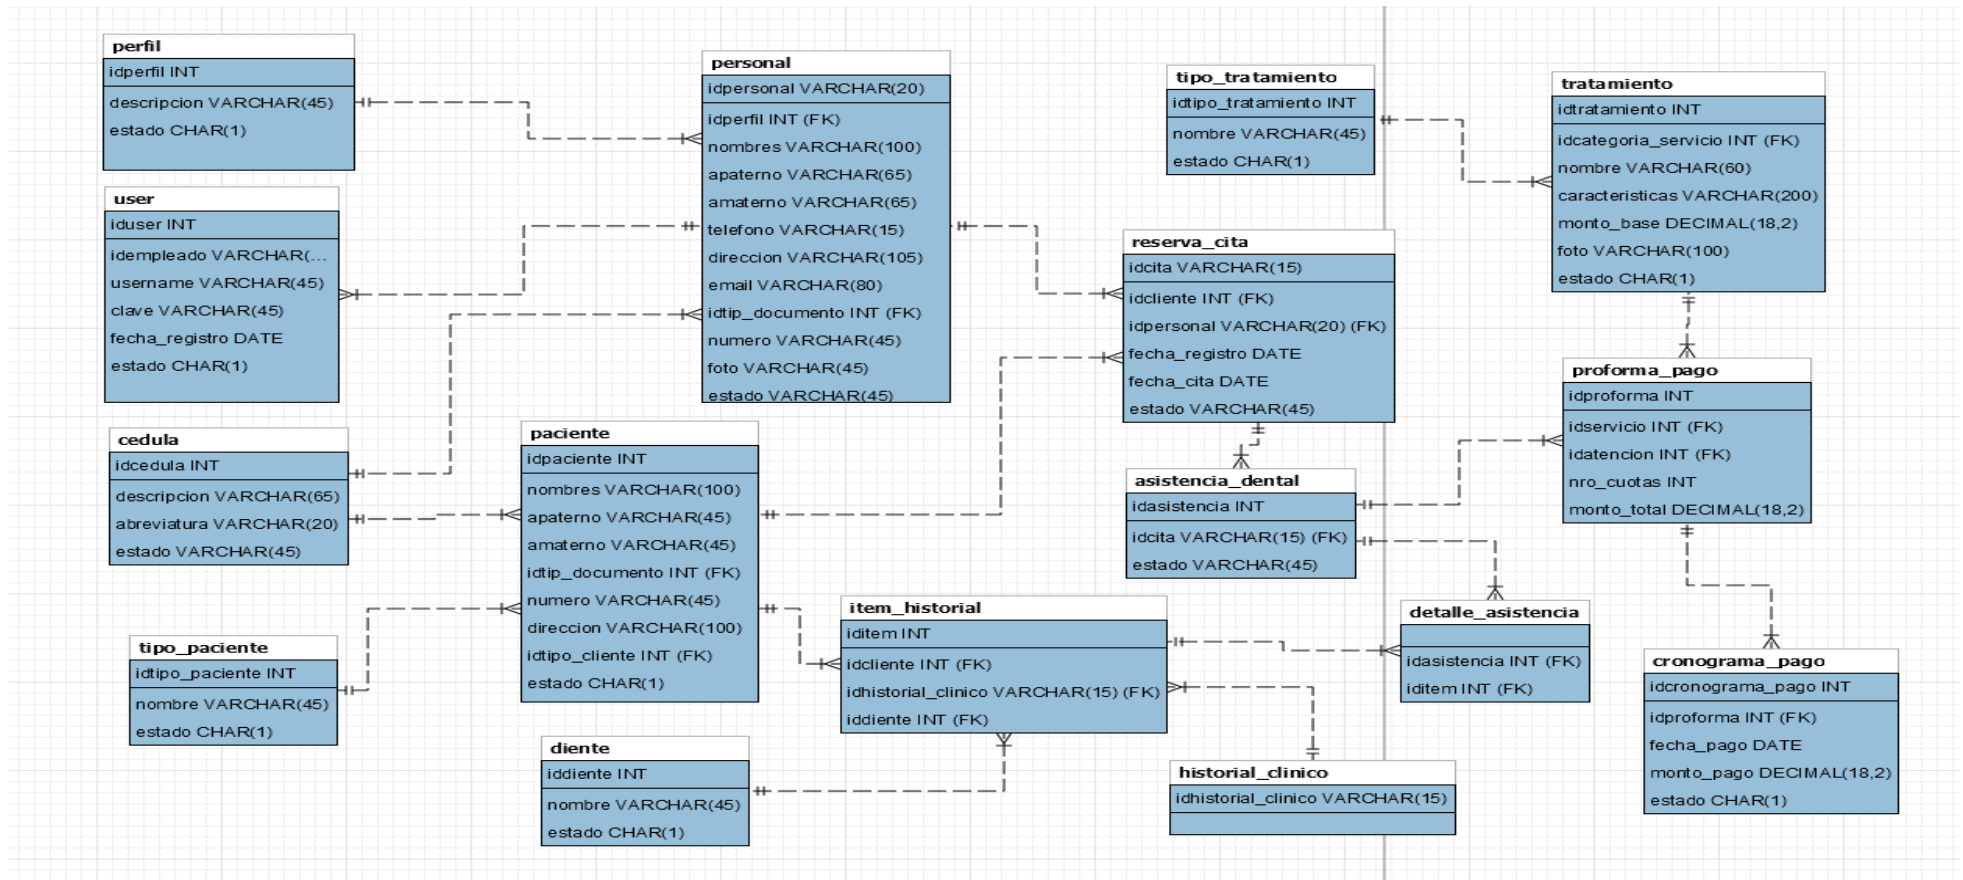 perfil
idperfil INT
descripcion VARCHAR(45)
estado CHAR(1)
user
iduser INT
idempleado VARCHAR(...
username VARCHAR(45)
clave VARCHAR(45)
fecha_registro DATE
estado CHAR(1)
cedula
idcedula INT
descripcion VARCHAR(65)
abreviatura VARCHAR(20)
estado VARCHAR(45)
tipo_paciente
idtipo_paciente INT
nombre VARCHAR(45)
estado CHAR(1)
personal
idpersonal VARCHAR(20)
idperfil INT (FK)
nombres VARCHAR(100)
apaterno VARCHAR(65)
amaterno VARCHAR(65)
telefono VARCHAR(15)
direccion VARCHAR(105)
email VARCHAR(80)
idtip_documento INT (FK)
numero VARCHAR(45)
foto VARCHAR(45)
estado VARCHAR(45)
paciente
idpaciente INT
nombres VARCHAR(100)
apaterno VARCHAR(45)
amaterno VARCHAR(45)
idtip_documento INT (FK)
numero VARCHAR(45)
direccion VARCHAR(100)
idtipo_cliente INT (FK)
estado CHAR(1)
diente
iddiente INT
nombre VARCHAR(45)
estado CHAR(1)
item_historial
iditem INT
idcliente INT (FK)
idhistorial_clinico VARCHAR(15) (FK)
iddiente INT (FK)
tipo_tratamiento
idtipo_tratamiento INT
nombre VARCHAR(45)
estado CHAR(1)
reserva_cita
idcita VARCHAR(15)
idcliente INT (FK)
idpersonal VARCHAR(20) (FK)
fecha_registro DATE
fecha_cita DATE
estado VARCHAR(45)
asistencia_dental
idasistencia INT
idcita VARCHAR(15) (FK)
estado VARCHAR(45)
historial_clinico
idhistorial_clinico VARCHAR(15)
detalle_asistencia
idasistencia INT (FK)
iditem INT (FK)
tratamiento
idtratamiento INT
idcategoria_servicio INT (FK)
nombre VARCHAR(60)
caracteristicas VARCHAR(200)
monto_base DECIMAL(18,2)
foto VARCHAR(100)
estado CHAR(1)
proforma_pago
idproforma INT
idservicio INT (FK)
idatencion INT (FK)
nro_cuotas INT
monto_total DECIMAL(18,2)
cronograma_pago
idcronograma_pago INT
idproforma INT (FK)
fecha_pago DATE
monto_pago DECIMAL(18,2)
estado CHAR(1)